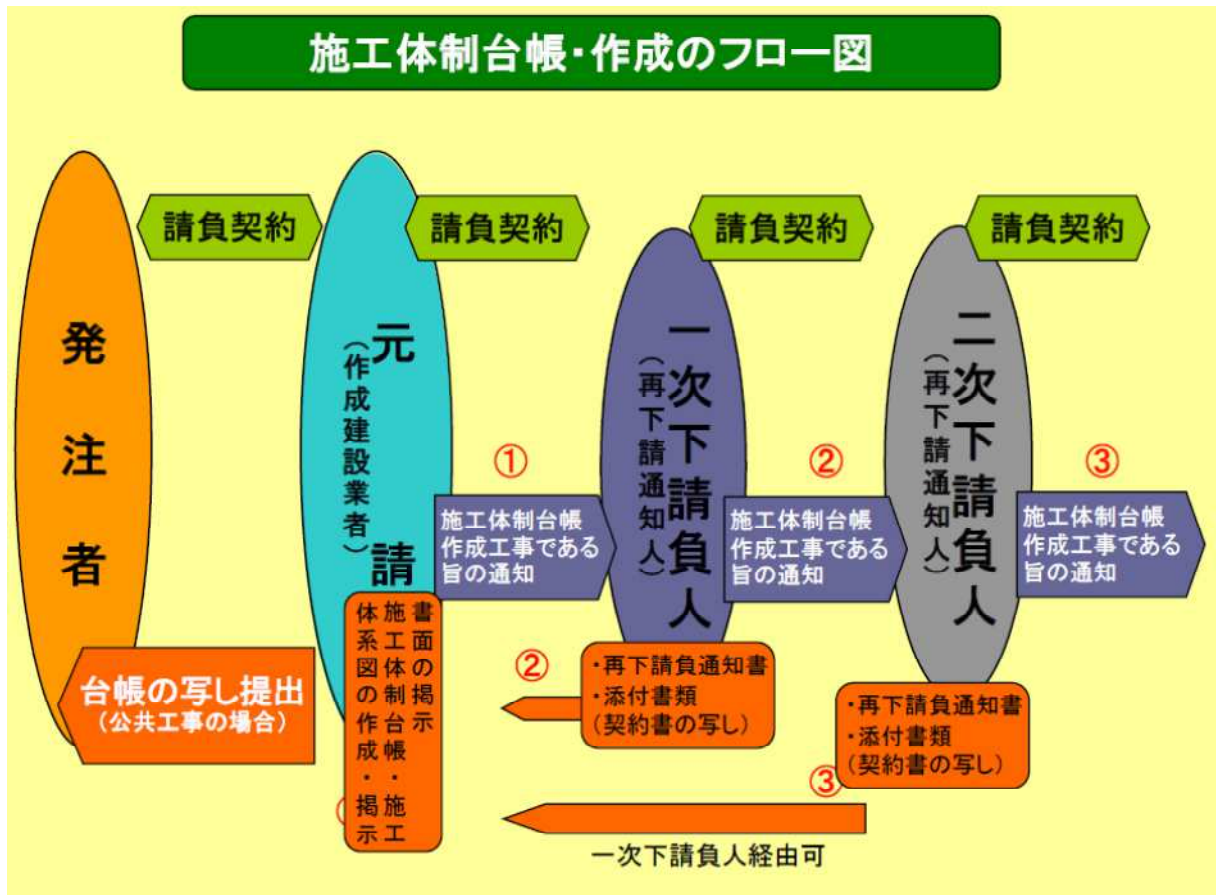 施工体制台帳・作成のフロー図
請負契約
請負契約
請負契約
請負契約
発注者
元請
（作成建設業者）
一次下請負人
（再下請通知人）
二次下請負人
（再下請通知人）
①
施工体制台帳
作成工事である
旨の通知
②
施工体制台帳
作成工事である
旨の通知
③
施工体制台帳
作成工事である
旨の通知
台帳の写し提出
（公共工事の場合）
書面の掲示
施工体制台帳・施工
体系図の作成・掲示
②
・再下請負通知書
・添付書類
（契約書の写し）
③
・再下請負通知書
・添付書類
（契約書の写し）
一次下請負人経由可